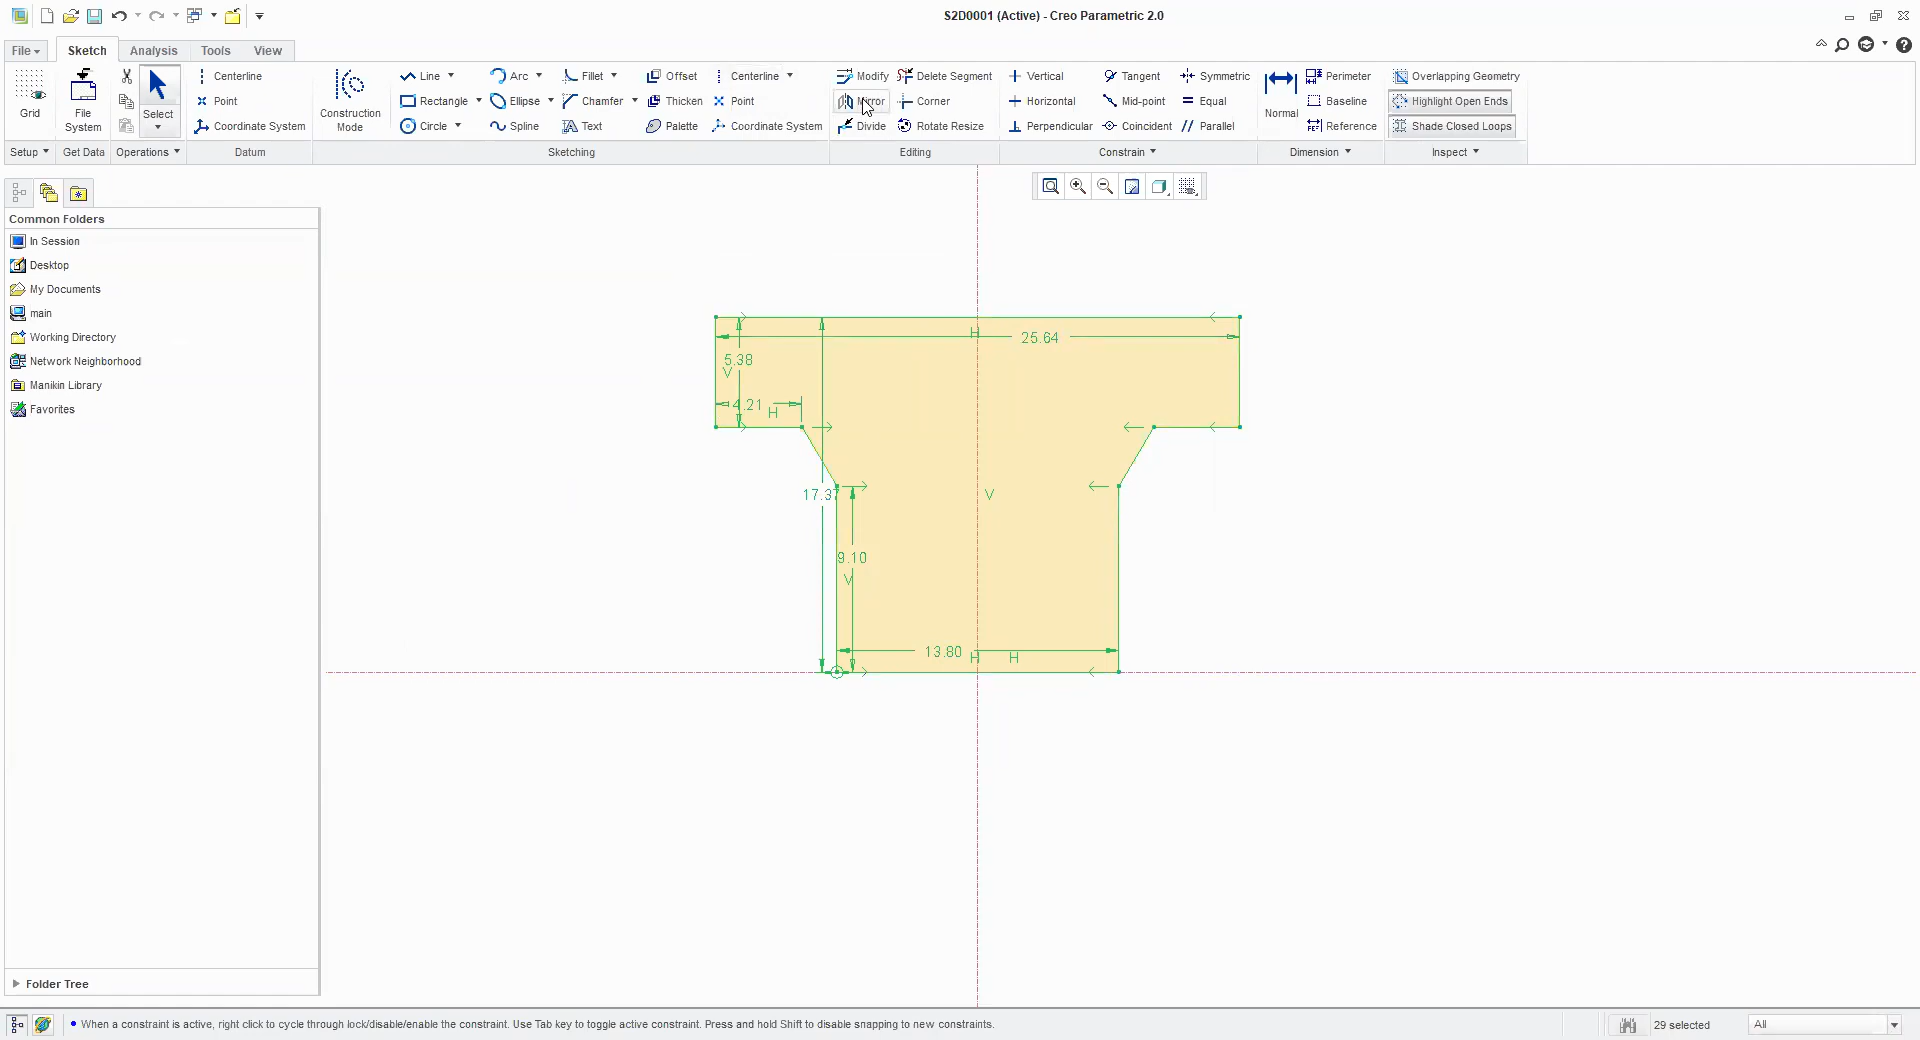 S2D0001 (Active) - Creo Parametric 2.0
File Sketch Analysis Tools View
Grid
Setup
File System
Get Data
Select
Operations
Centerline
Point
Coordinate System
Datum
Construction Mode
Line Arc Fillet Offset Centerline
Rectangle Ellipse Chamfer Thicken Point
Circle Spline Text Palette Coordinate System
Sketching
Modify Delete Segment
Mirror Corner
Divide Rotate Resize
Editing
Vertical Tangent Symmetric
Horizontal Mid-point Equal
Perpendicular Coincident Parallel
Constrain
Normal
Perimeter
Baseline
Reference
Dimension
Overlapping Geometry
Highlight Open Ends
Shade Closed Loops
Inspect
Common Folders
In Session
Desktop
My Documents
main
Working Directory
Network Neighborhood
Manikin Library
Favorites
Folder Tree
H
25.64
5.38
V
4.21 H
17.37
V
9.10
V
13.80 H H
When a constraint is active, right click to cycle through lock/disable/enable the constraint. Use Tab key to toggle active constraint. Press and hold Shift to disable snapping to new constraints.
29 selected
All